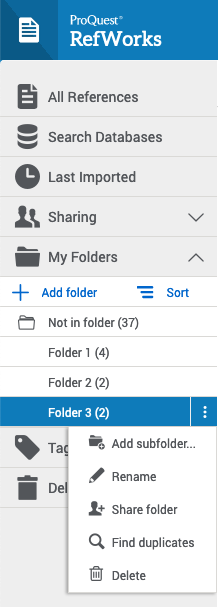 ProQuest®
RefWorks
All References
Search Databases
Last Imported
Sharing
My Folders
Add folder Sort
Not in folder (37)
Folder 1 (4)
Folder 2 (2)
Folder 3 (2)
Add subfolder...
Tag
Rename
Del
Share folder
Find duplicates
Delete